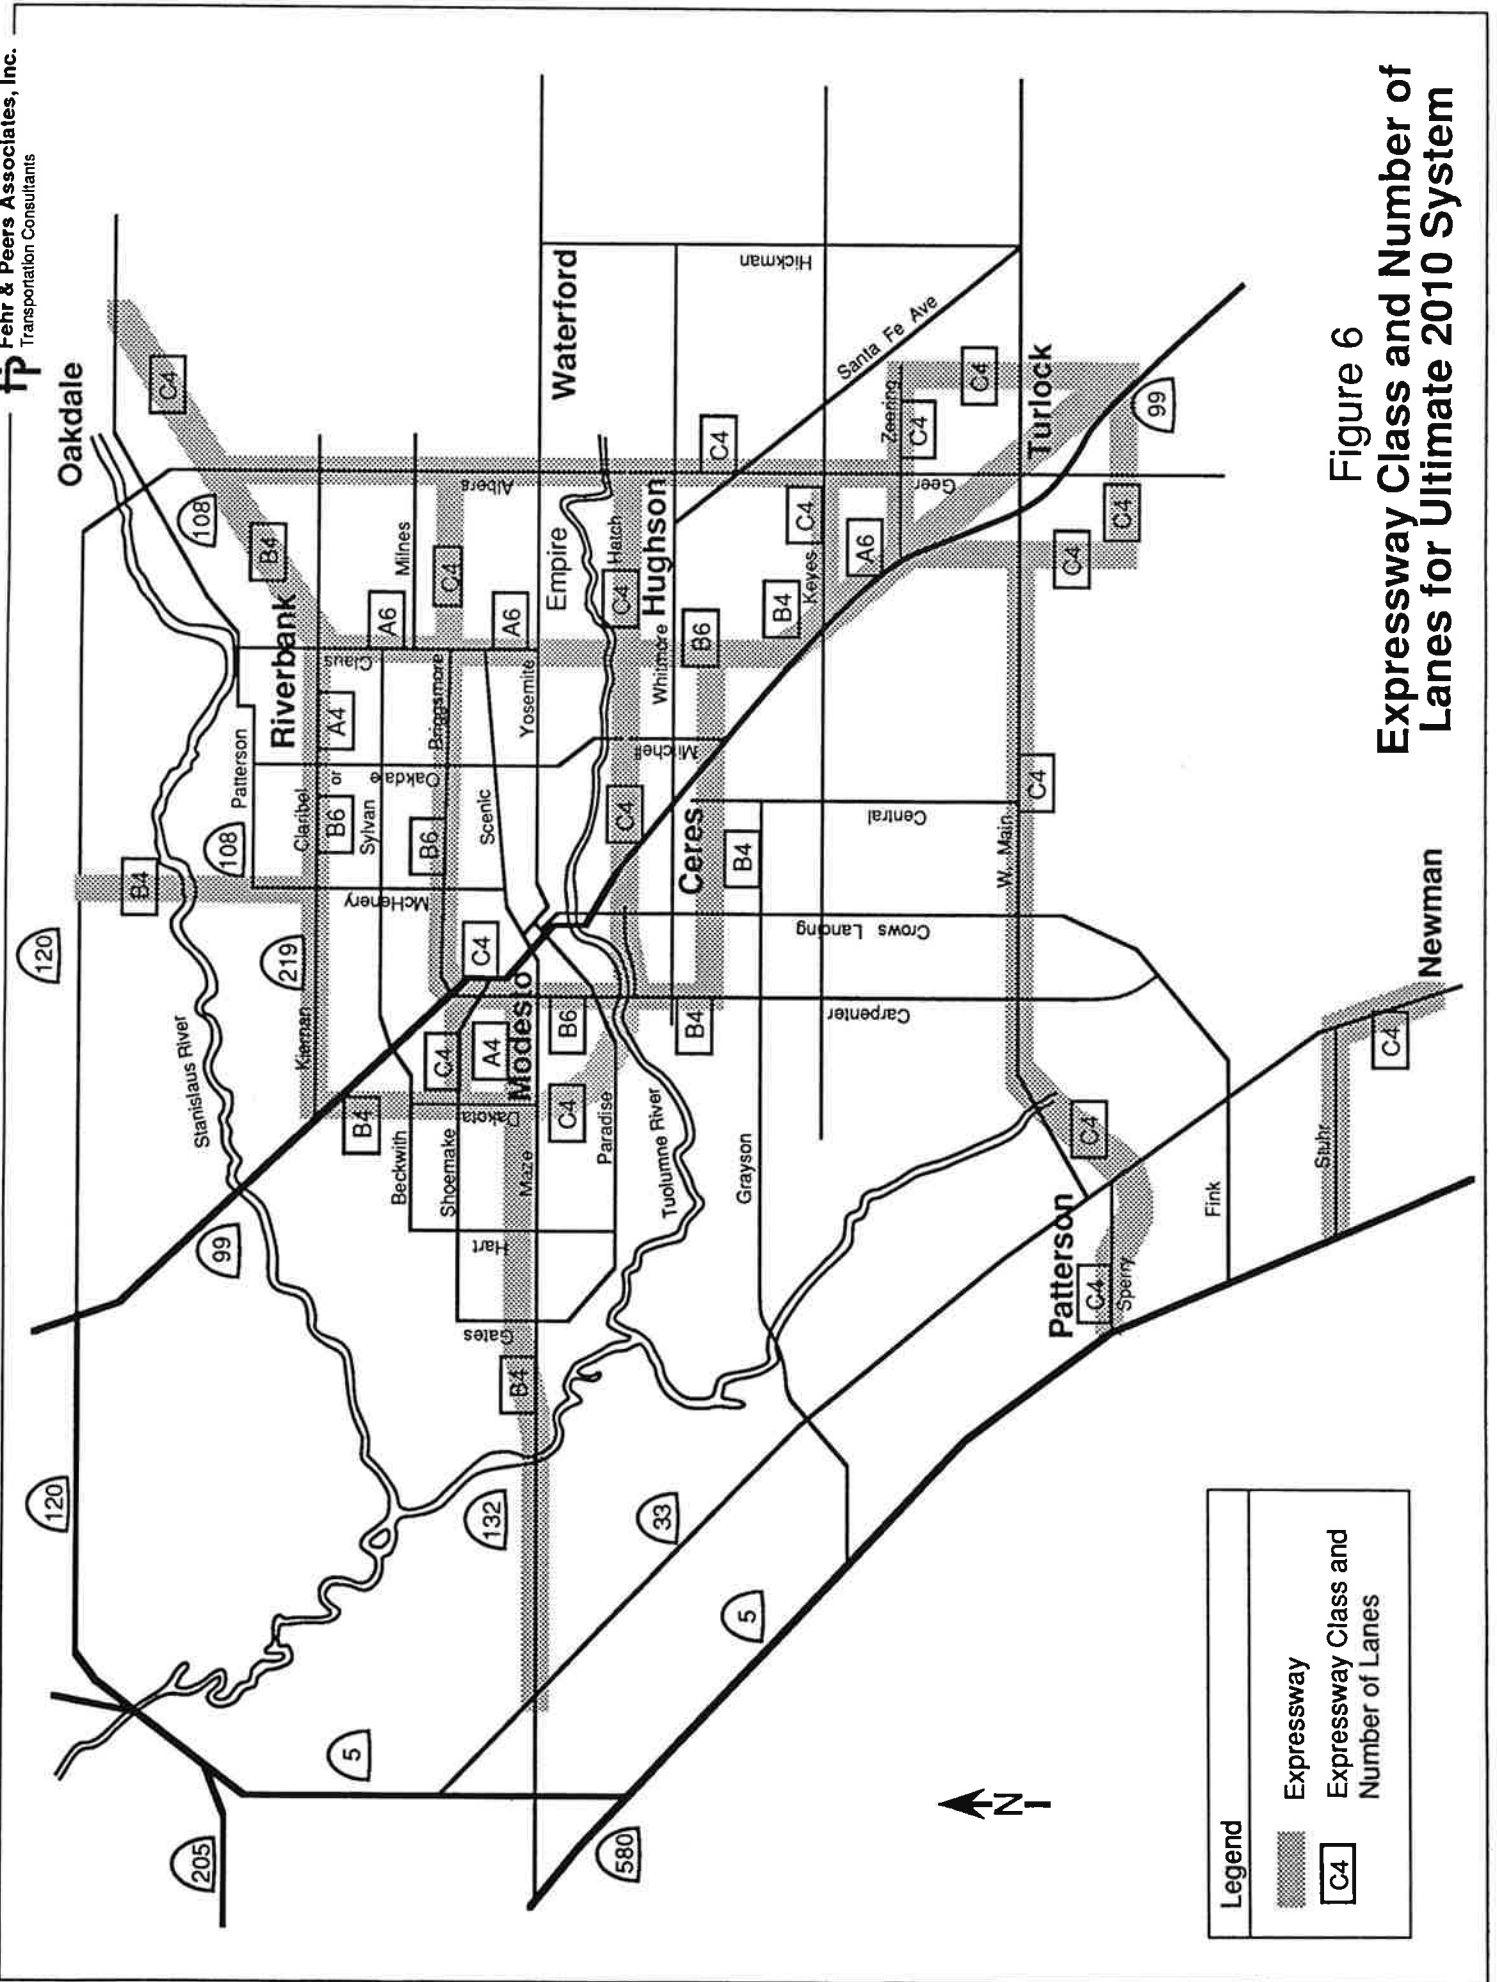 fp Fehr & Peers Associates, Inc.
Transportation Consultants
205
120
120
Oakdale
C4
B4
5
99
Stanislaus River
219
108
Patterson
108
Riverbank
B4
Kiernan
Claribel
B6 or A4
Claus
B4
Beckwith
McHenry
Sylvan
Oakdale
A6
Milnes
132
Shoemake
C4
C4
B6
Briggsmore
C4
Albers
Gates
Hart
Dakota
A4
Modesto
Scenic
Yosemite
A6
B4
Maze
C4
B6
Empire
Waterford
580
33
Paradise
Tuolumne River
C4
C4
Hatch
Hughson
Whitmore
Mitchell
B4
Ceres
B6
C4
5
Grayson
B4
B4
Keyes
C4
Hickman
Carpenter
Crows Landing
Central
A6
Santa Fe Ave
Zeering
C4
Geer
C4
W. Main
C4
Turlock
Patterson
C4
C4
Sperry
C4
C4
99
Fink
Stuhr
C4
Newman
N
Legend
Expressway
C4
Expressway Class and
Number of Lanes
Figure 6
Expressway Class and Number of
Lanes for Ultimate 2010 System